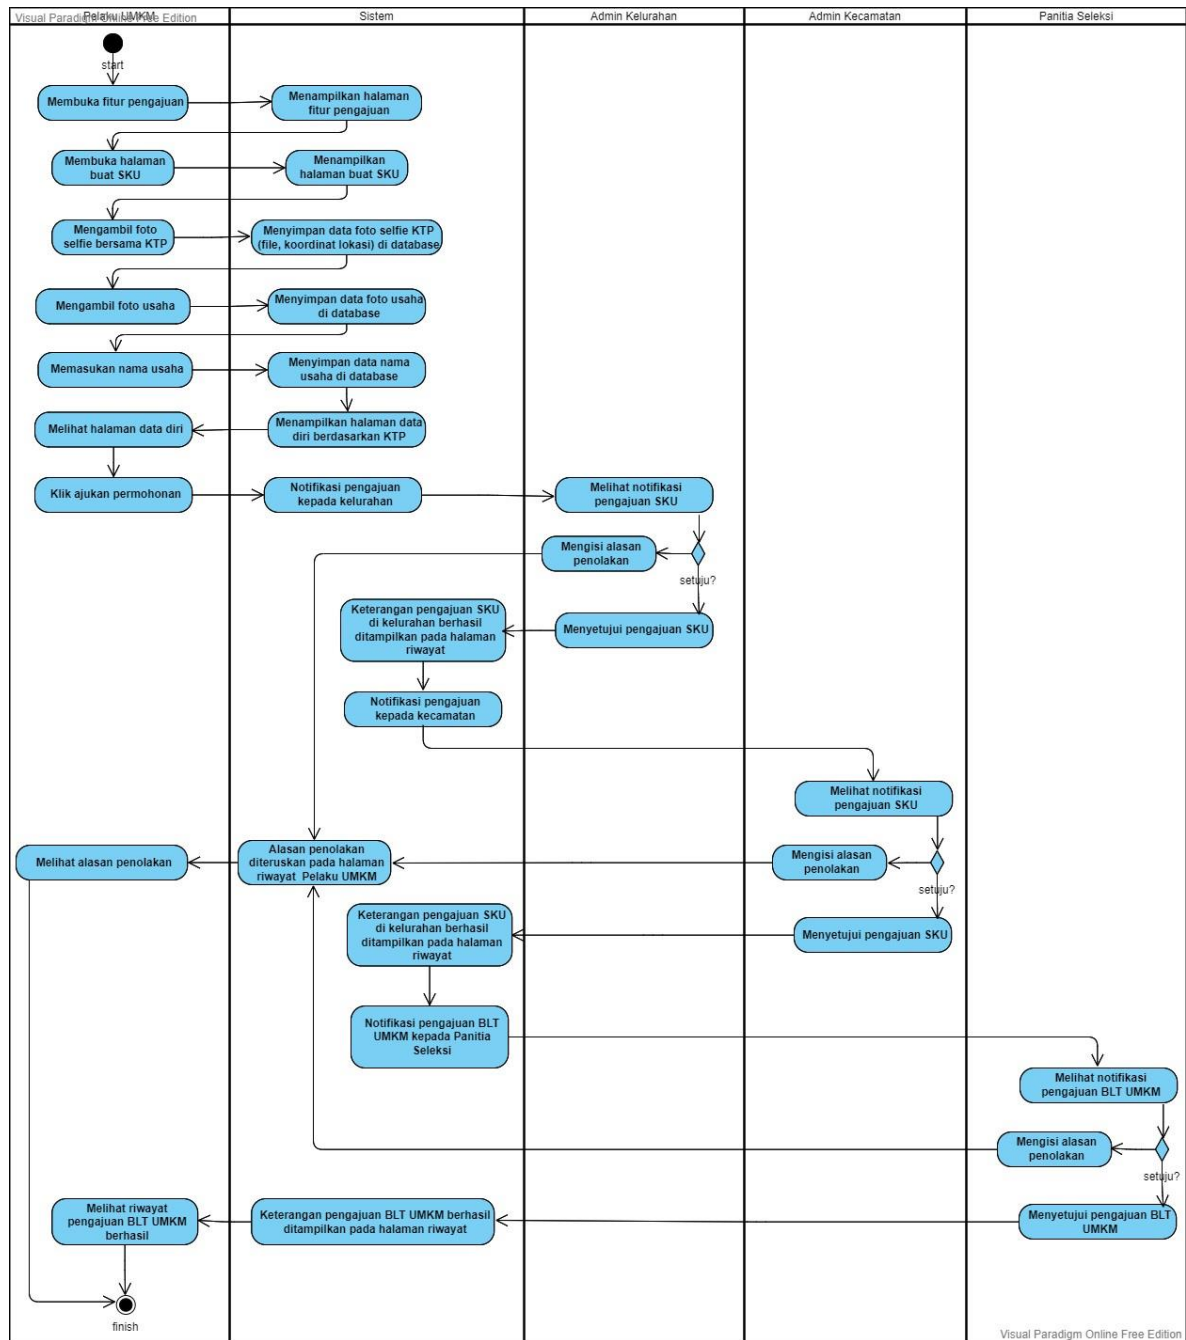 Visual Paradigm Online Free Edition
Pelaku UMKM
Sistem
Admin Kelurahan
Admin Kecamatan
Panitia Seleksi
start
Membuka fitur pengajuan
Menampilkan halaman
fitur pengajuan
Membuka halaman
buat SKU
Menampilkan
halaman buat SKU
Mengambil foto
selfie bersama KTP
Menyimpan data foto selfie KTP
(file, koordinat lokasi) di database
Mengambil foto usaha
Menyimpan data foto usaha
di database
Memasukan nama usaha
Menyimpan data nama
usaha di database
Melihat halaman data diri
Menampilkan halaman data
diri berdasarkan KTP
Klik ajukan permohonan
Notifikasi pengajuan
kepada kelurahan
Melihat notifikasi
pengajuan SKU
Mengisi alasan
penolakan
setuju?
Keterangan pengajuan SKU
di kelurahan berhasil
ditampilkan pada halaman
riwayat
Menyetujui pengajuan SKU
Notifikasi pengajuan
kepada kecamatan
Melihat notifikasi
pengajuan SKU
Melihat alasan penolakan
Alasan penolakan
diteruskan pada halaman
riwayat Pelaku UMKM
Mengisi alasan
penolakan
setuju?
Keterangan pengajuan SKU
di kelurahan berhasil
ditampilkan pada halaman
riwayat
Menyetujui pengajuan SKU
Notifikasi pengajuan BLT
UMKM kepada Panitia
Seleksi
Melihat notifikasi
pengajuan BLT UMKM
Mengisi alasan
penolakan
setuju?
Melihat riwayat
pengajuan BLT UMKM
berhasil
Keterangan pengajuan BLT UMKM berhasil
ditampilkan pada halaman riwayat
Menyetujui pengajuan BLT
UMKM
finish
Visual Paradigm Online Free Edition